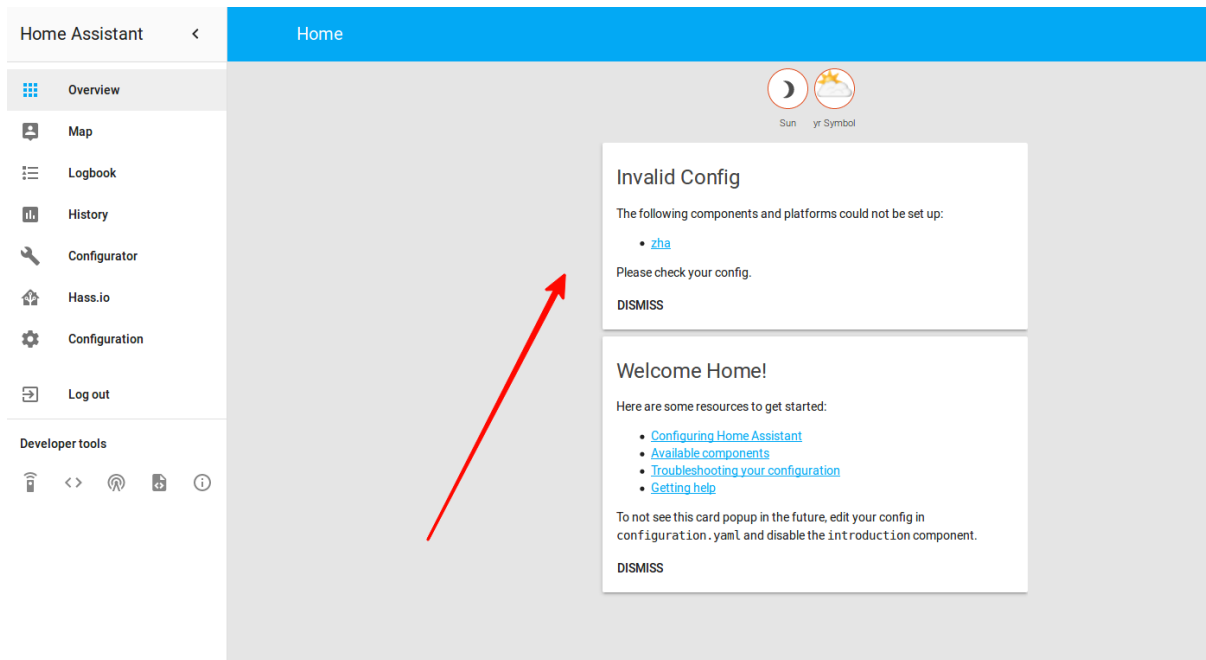 Home Assistant
Home
Overview
Map
Logbook
History
Configurator
Hass.io
Configuration
Log out
Developer tools
Sun
yr Symbol
Invalid Config
The following components and platforms could not be set up:
zha
Please check your config.
DISMISS
Welcome Home!
Here are some resources to get started:
Configuring Home Assistant
Available components
Troubleshooting your configuration
Getting help
To not see this card popup in the future, edit your config in
configuration.yaml and disable the introduction component.
DISMISS